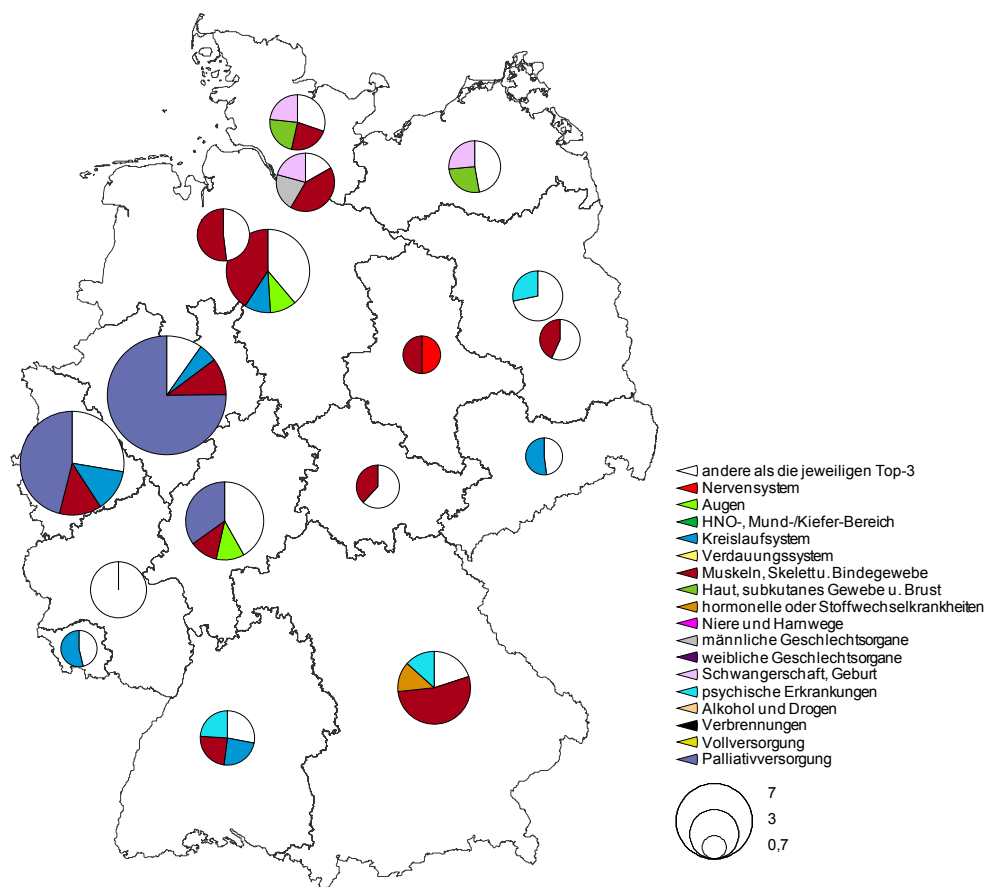 andere als die jeweiligen Top-3
Nervensystem
Augen
HNO-, Mund-/Kiefer-Bereich
Kreislaufsystem
Verdauungssystem
Muskeln, Skelett u. Bindegewebe
Haut, subkutanes Gewebe u. Brust
hormonelle oder Stoffwechselkrankheiten
Niere und Harnwege
männliche Geschlechtsorgane
weibliche Geschlechtsorgane
Schwangerschaft, Geburt
psychische Erkrankungen
Alkohol und Drogen
Verbrennungen
Vollversorgung
Palliativversorgung
7
3
0,7